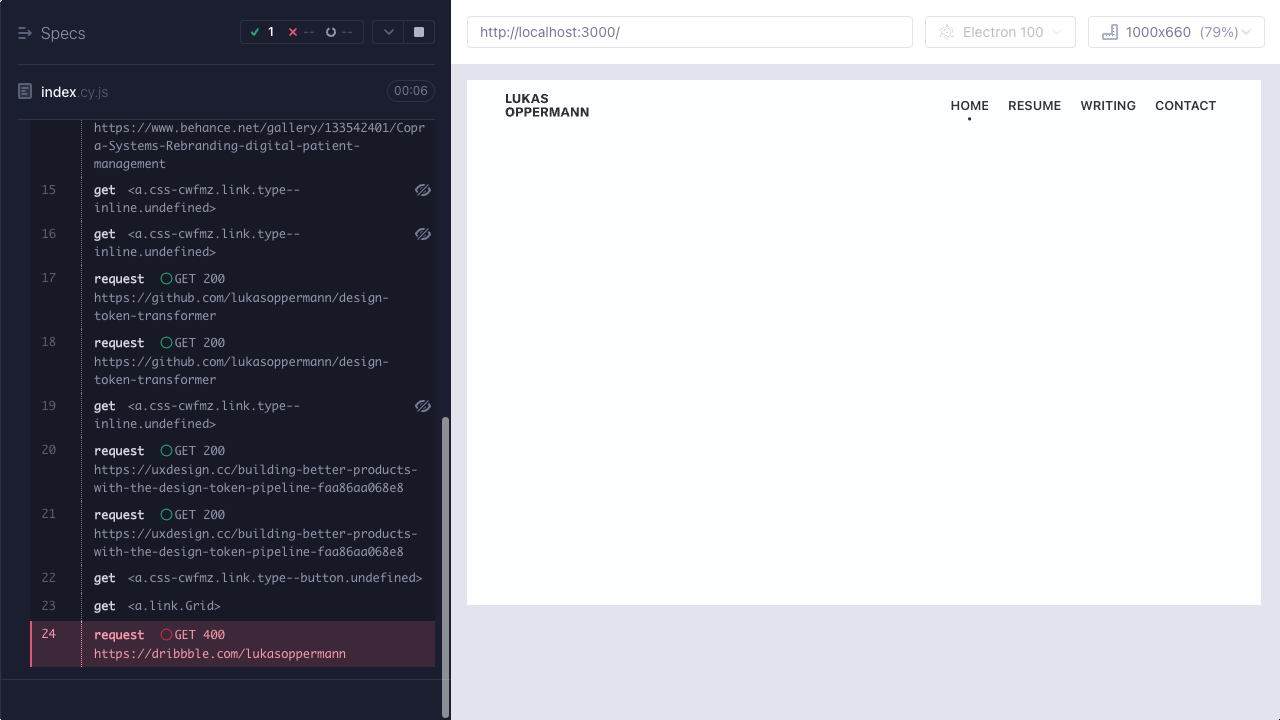 Specs
1 -- --
index.cy.js
00:06
https://www.behance.net/gallery/133542401/Copr
a-Systems-Rebranding-digital-patient-
management
15 get <a.css-cwfmz.link.type--
inline.undefined>
16 get <a.css-cwfmz.link.type--
inline.undefined>
17 request GET 200
https://github.com/lukasoppermann/design-
token-transformer
18 request GET 200
https://github.com/lukasoppermann/design-
token-transformer
19 get <a.css-cwfmz.link.type--
inline.undefined>
20 request GET 200
https://uxdesign.cc/building-better-products-
with-the-design-token-pipeline-faa86aa068e8
21 request GET 200
https://uxdesign.cc/building-better-products-
with-the-design-token-pipeline-faa86aa068e8
22 get <a.css-cwfmz.link.type--button.undefined>
23 get <a.link.Grid>
24 request GET 400
https://dribbble.com/lukasoppermann
http://localhost:3000/
Electron 100
1000x660 (79%)
LUKAS
OPPERMANN
HOME RESUME WRITING CONTACT